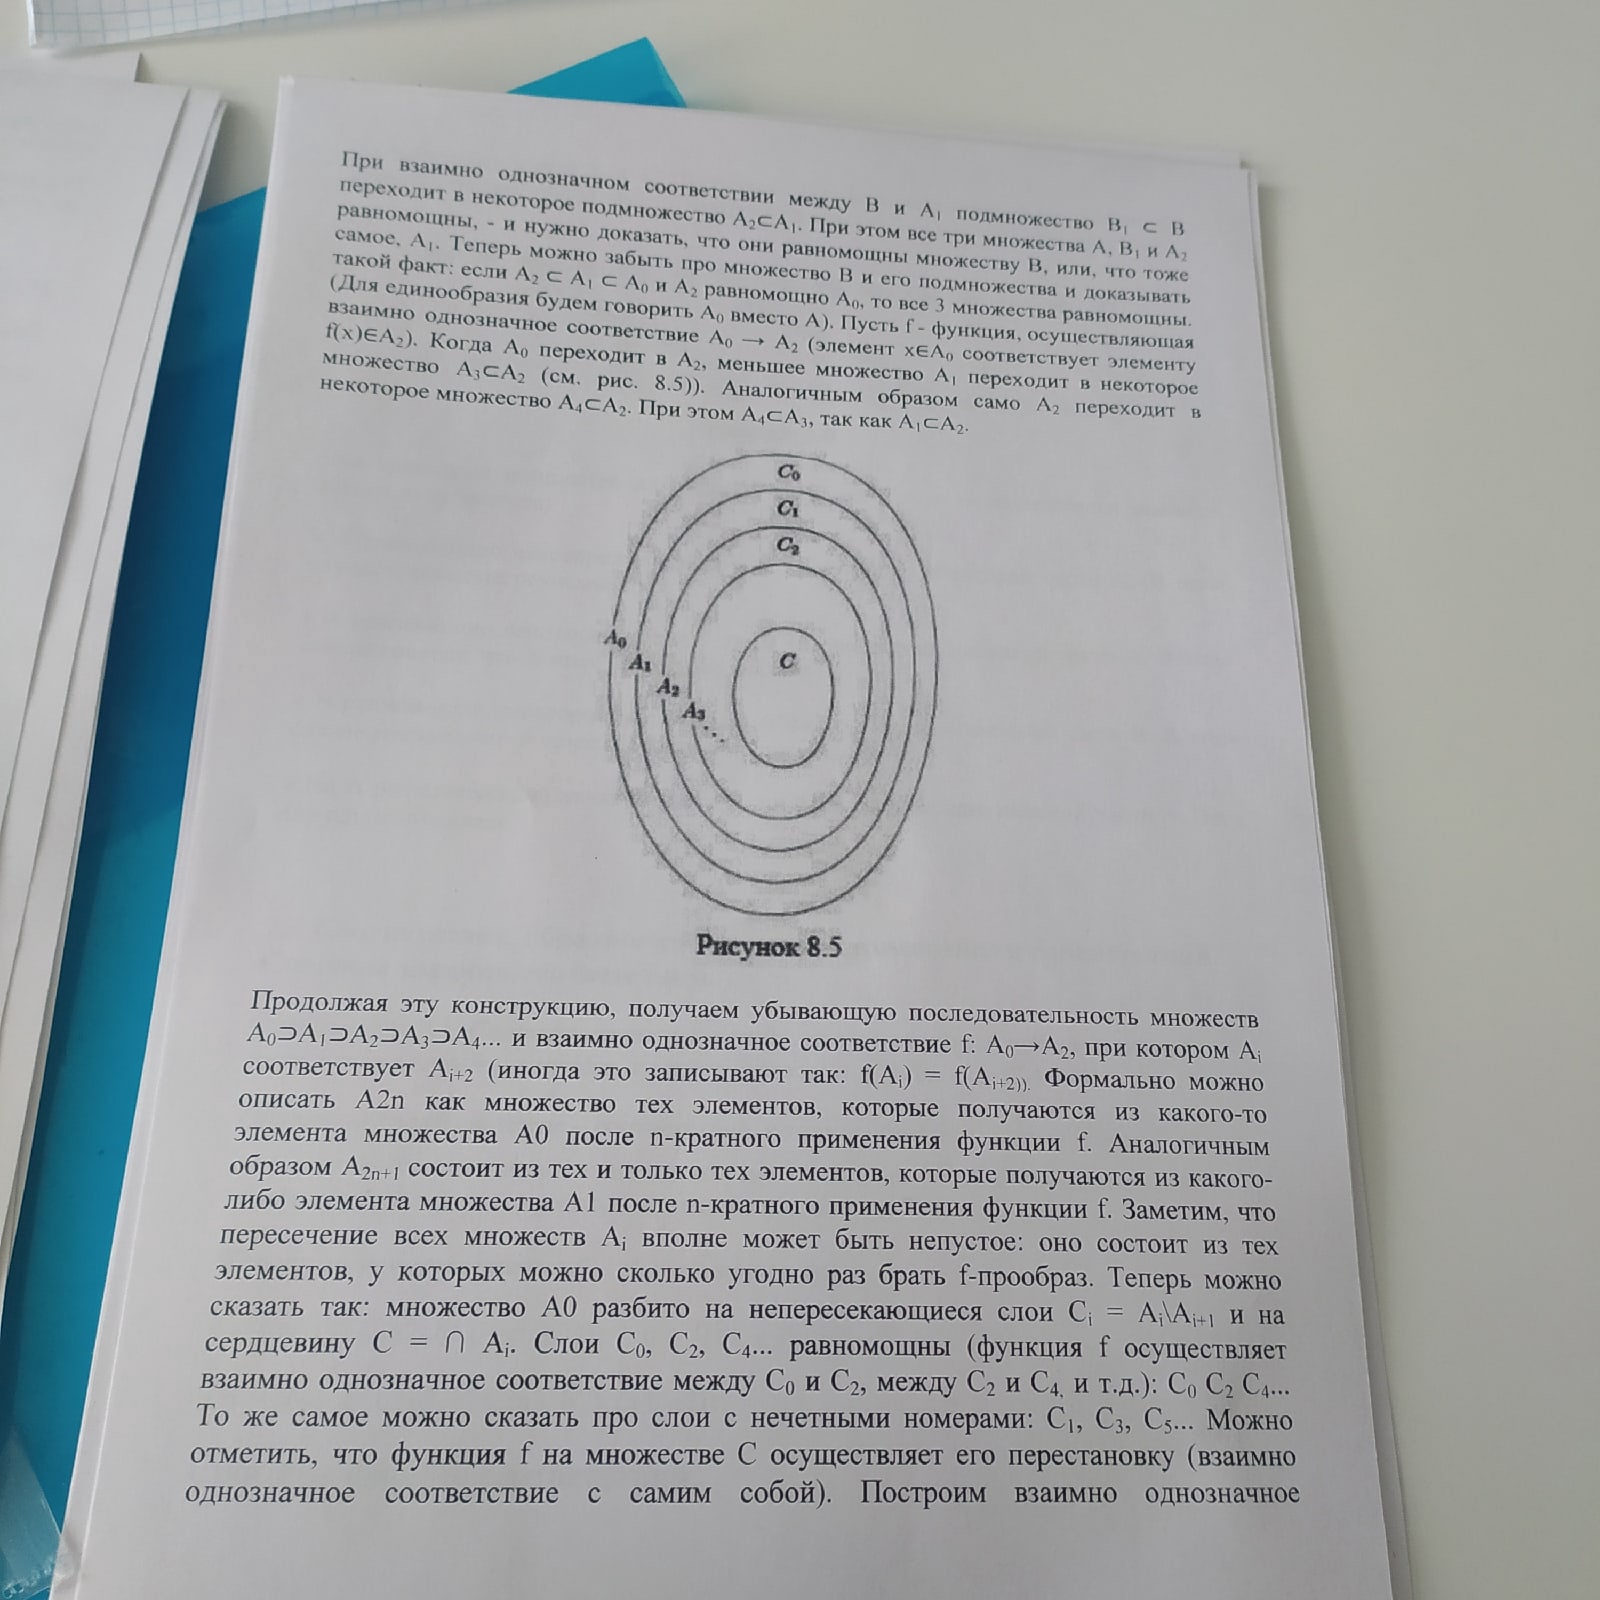 При взаимно однозначном соответствии между B и A₁ подмножество B₁ ⊂ B
переходит в некоторое подмножество A₂⊂A₁. При этом все три множества A, B₁ и A₂
равномощны, - и нужно доказать, что они равномощны множеству B, или, что тоже
самое, A₁. Теперь можно забыть про множество B и его подмножества и доказывать
такой факт: если A₂ ⊂ A₁ ⊂ A₀ и A₂ равномощно A₀, то все 3 множества равномощны.
(Для единообразия будем говорить A₀ вместо A). Пусть f - функция, осуществляющая
взаимно однозначное соответствие A₀ → A₂ (элемент x∈A₀ соответствует элементу
f(x)∈A₂). Когда A₀ переходит в A₂, меньшее множество A₁ переходит в некоторое
множество A₃⊂A₂ (см. рис. 8.5)). Аналогичным образом само A₂ переходит в
некоторое множество A₄⊂A₂. При этом A₄⊂A₃, так как A₁⊂A₂.
C₀
C₁
C₂
A₀
A₁
C
A₂
A₃
...
Рисунок 8.5
Продолжая эту конструкцию, получаем убывающую последовательность множеств
A₀⊃A₁⊃A₂⊃A₃⊃A₄... и взаимно однозначное соответствие f: A₀→A₂, при котором Aᵢ
соответствует Aᵢ₊₂ (иногда это записывают так: f(Aᵢ) = f(Aᵢ₊₂)). Формально можно
описать A2n как множество тех элементов, которые получаются из какого-то
элемента множества A0 после n-кратного применения функции f. Аналогичным
образом A₂ₙ₊₁ состоит из тех и только тех элементов, которые получаются из какого-
либо элемента множества A1 после n-кратного применения функции f. Заметим, что
пересечение всех множеств Aᵢ вполне может быть непустое: оно состоит из тех
элементов, у которых можно сколько угодно раз брать f-прообраз. Теперь можно
сказать так: множество A0 разбито на непересекающиеся слои Cᵢ = Aᵢ\Aᵢ₊₁ и на
сердцевину C = ∩ Aᵢ. Слои C₀, C₂, C₄... равномощны (функция f осуществляет
взаимно однозначное соответствие между C₀ и C₂, между C₂ и C₄, и т.д.): C₀ C₂ C₄...
То же самое можно сказать про слои с нечетными номерами: C₁, C₃, C₅... Можно
отметить, что функция f на множестве C осуществляет его перестановку (взаимно
однозначное соответствие с самим собой). Построим взаимно однозначное